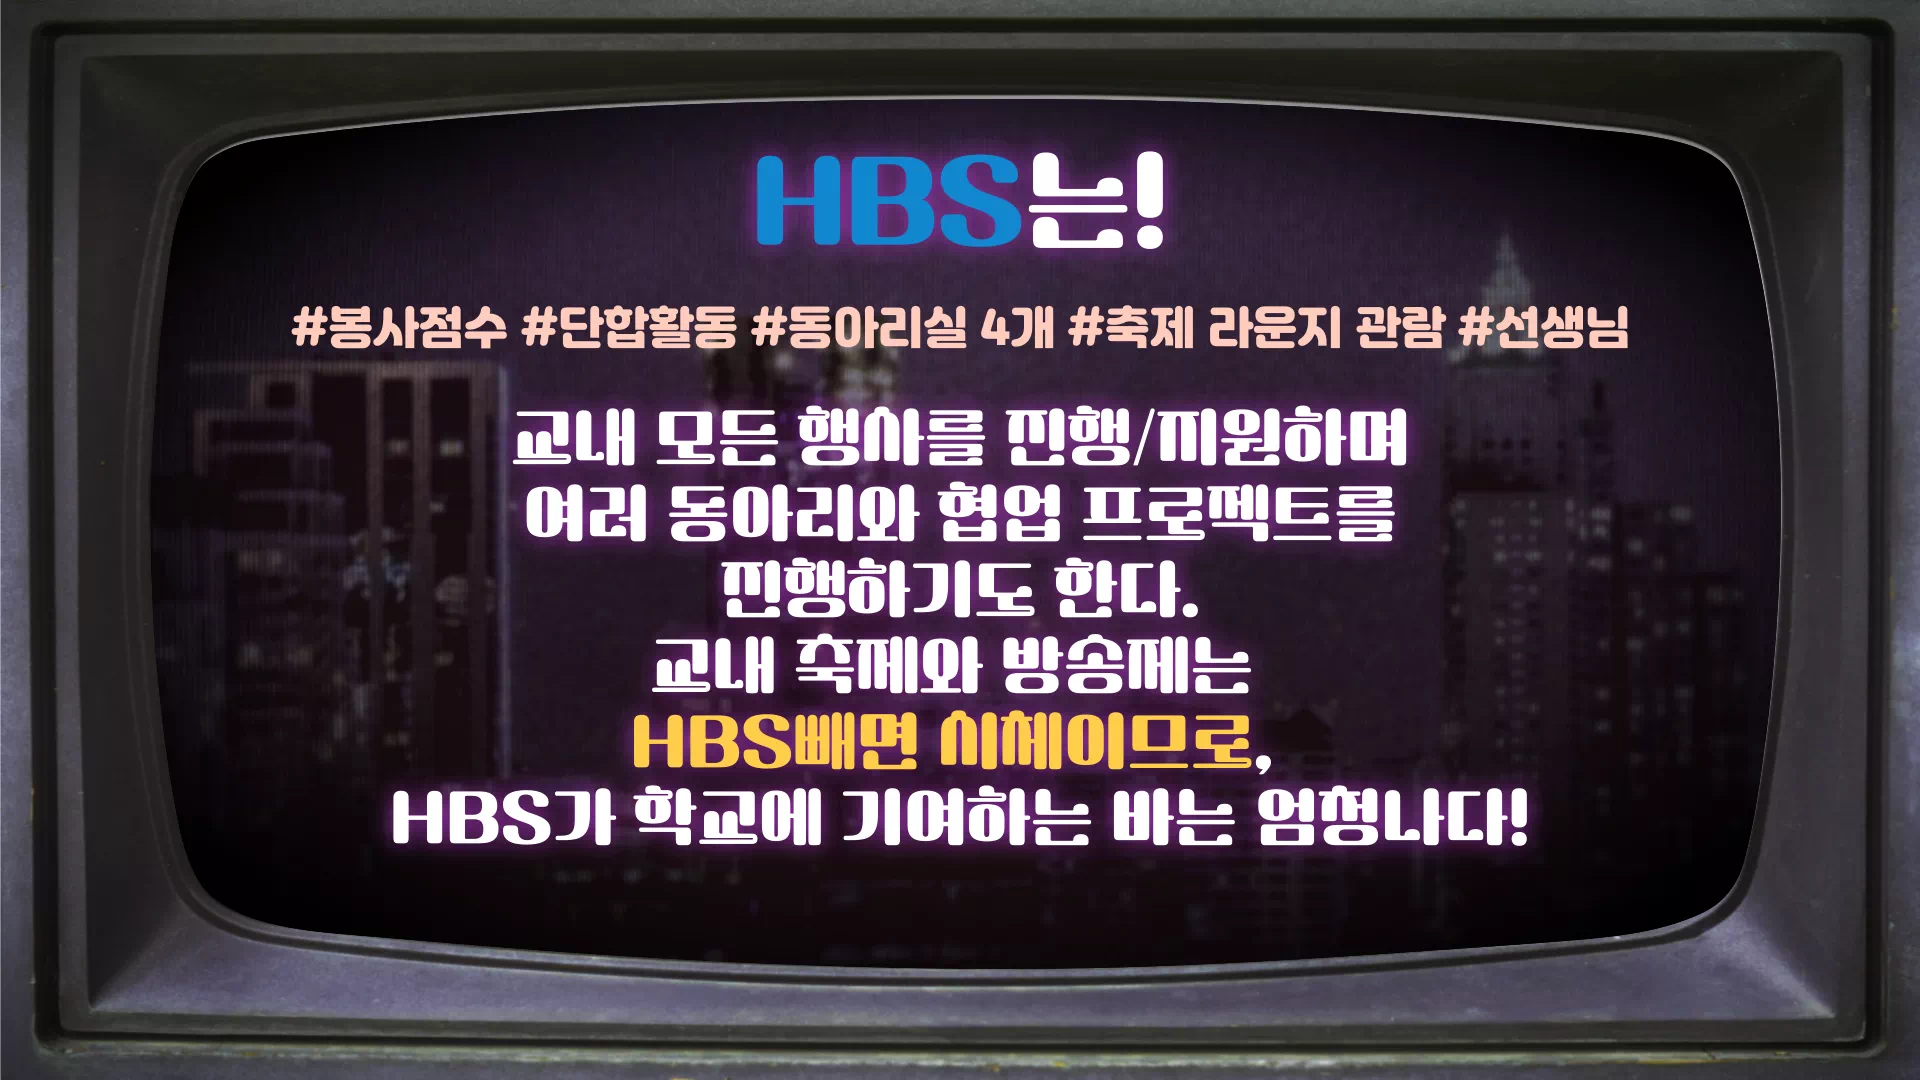 HBS는!
#봉사점수 #단합활동 #동아리실 4개 #축제 라운지 관람 #선생님
교내 모든 행사를 진행/지원하며
여러 동아리와 협업 프로젝트를
진행하기도 한다.
교내 축제와 방송제는
HBS빼면 시체이므로,
HBS가 학교에 기여하는 바는 엄청나다!